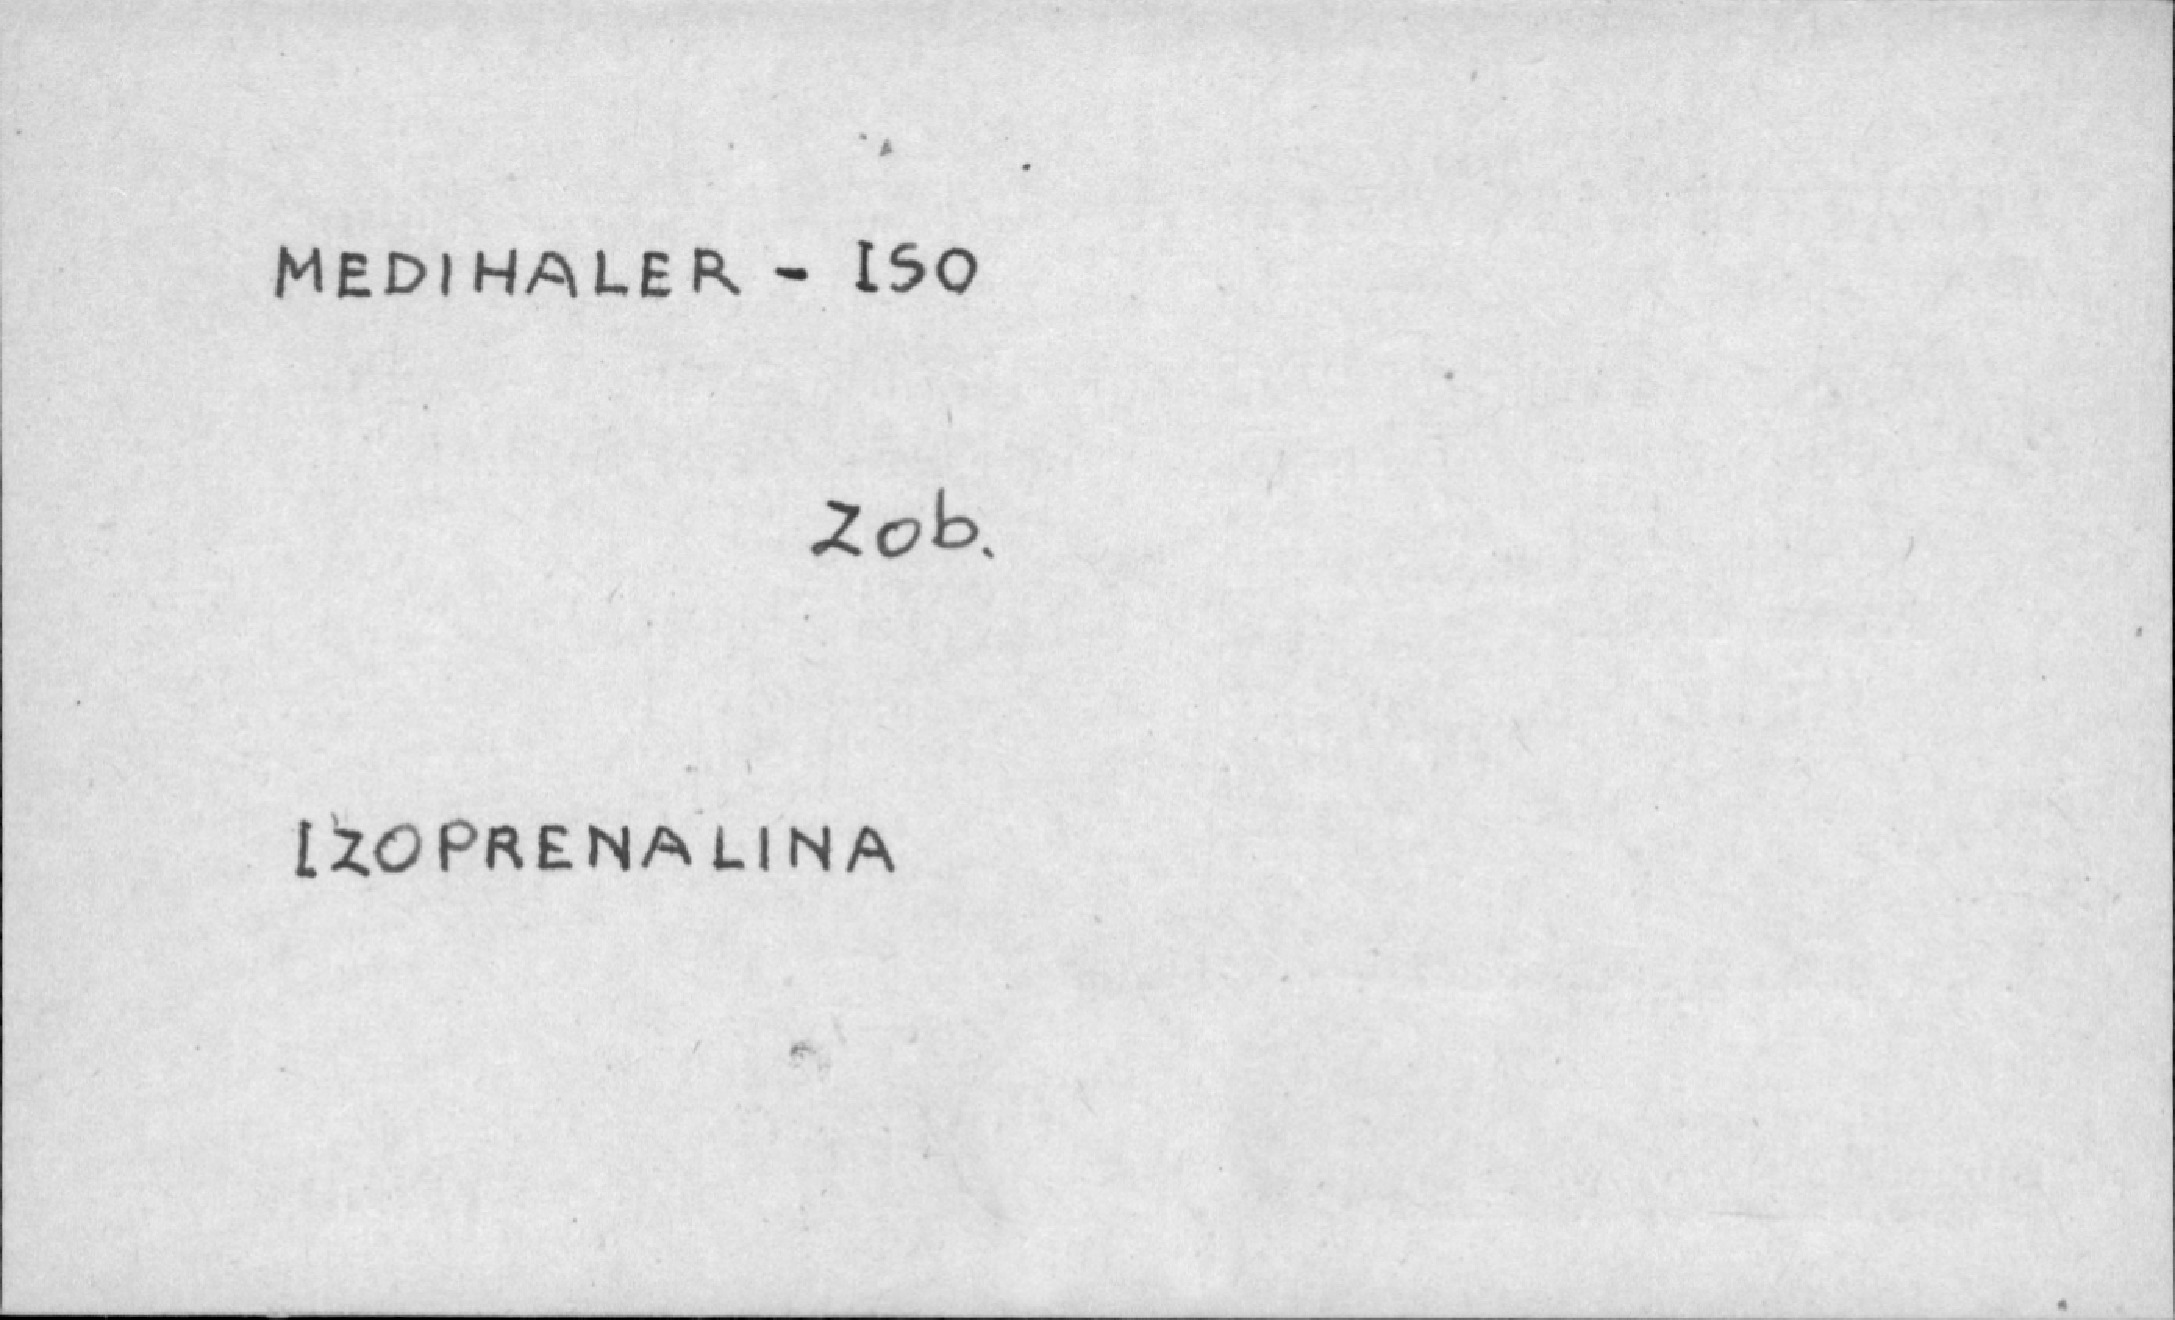 MEDIHALER - ISO
Zob.
IZOPRENALINA